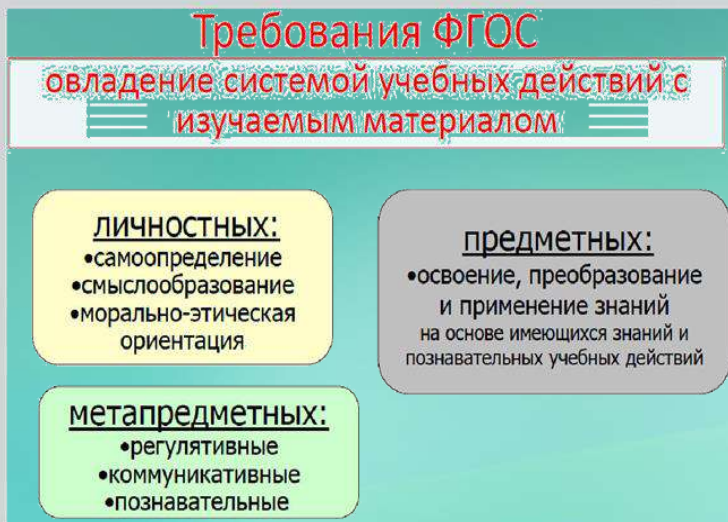 Требования ФГОС
овладение системой учебных действий с
изучаемым материалом
личностных:
•самоопределение
•смыслообразование
•морально-этическая
ориентация
предметных:
•освоение, преобразование
и применение знаний
на основе имеющихся знаний и
познавательных учебных действий
метапредметных:
•регулятивные
•коммуникативные
•познавательные